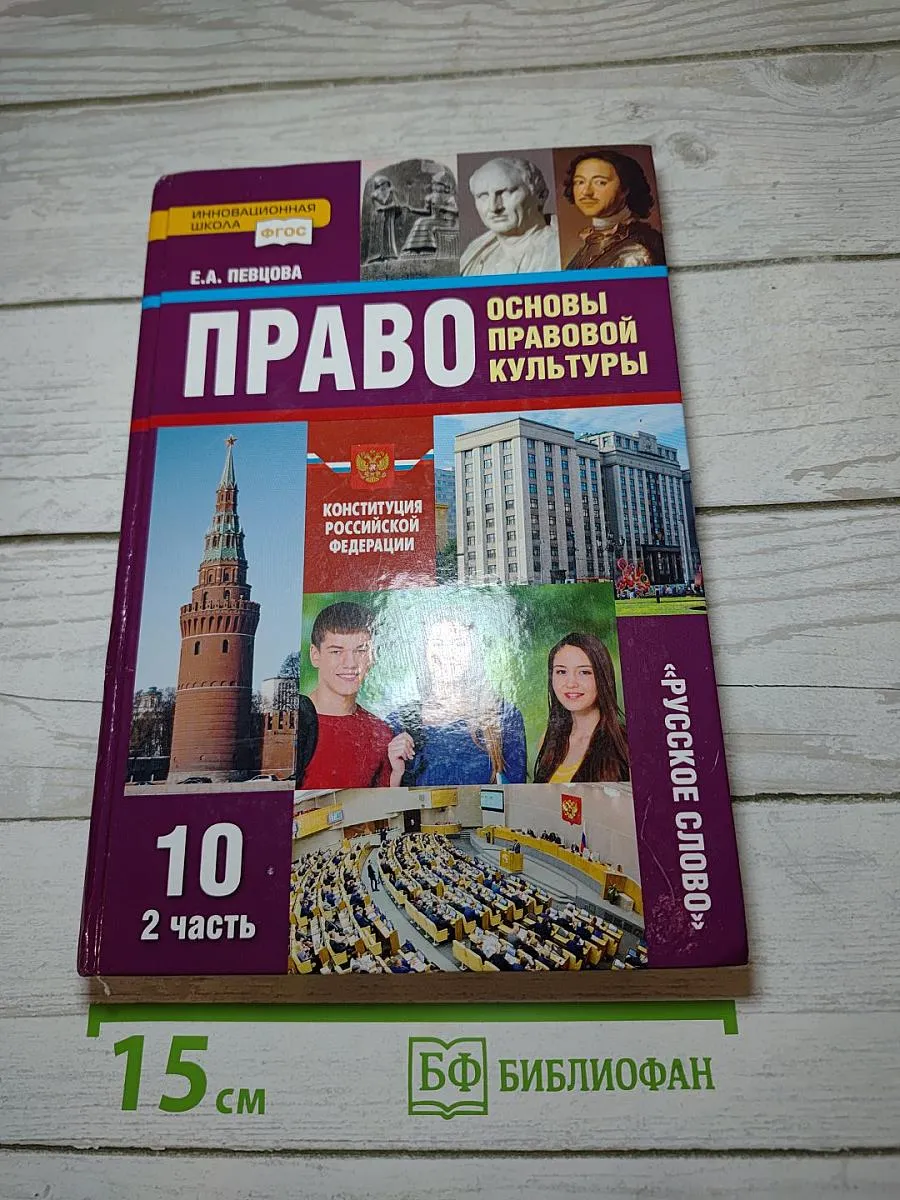 ИННОВАЦИОННАЯ
ШКОЛА
ФГОС
Е.А. ПЕВЦОВА
ПРАВО
ОСНОВЫ
ПРАВОВОЙ
КУЛЬТУРЫ
КОНСТИТУЦИЯ
РОССИЙСКОЙ
ФЕДЕРАЦИИ
«РУССКОЕ СЛОВО»
10
2 часть
15 см
БФ БИБЛИОФАН